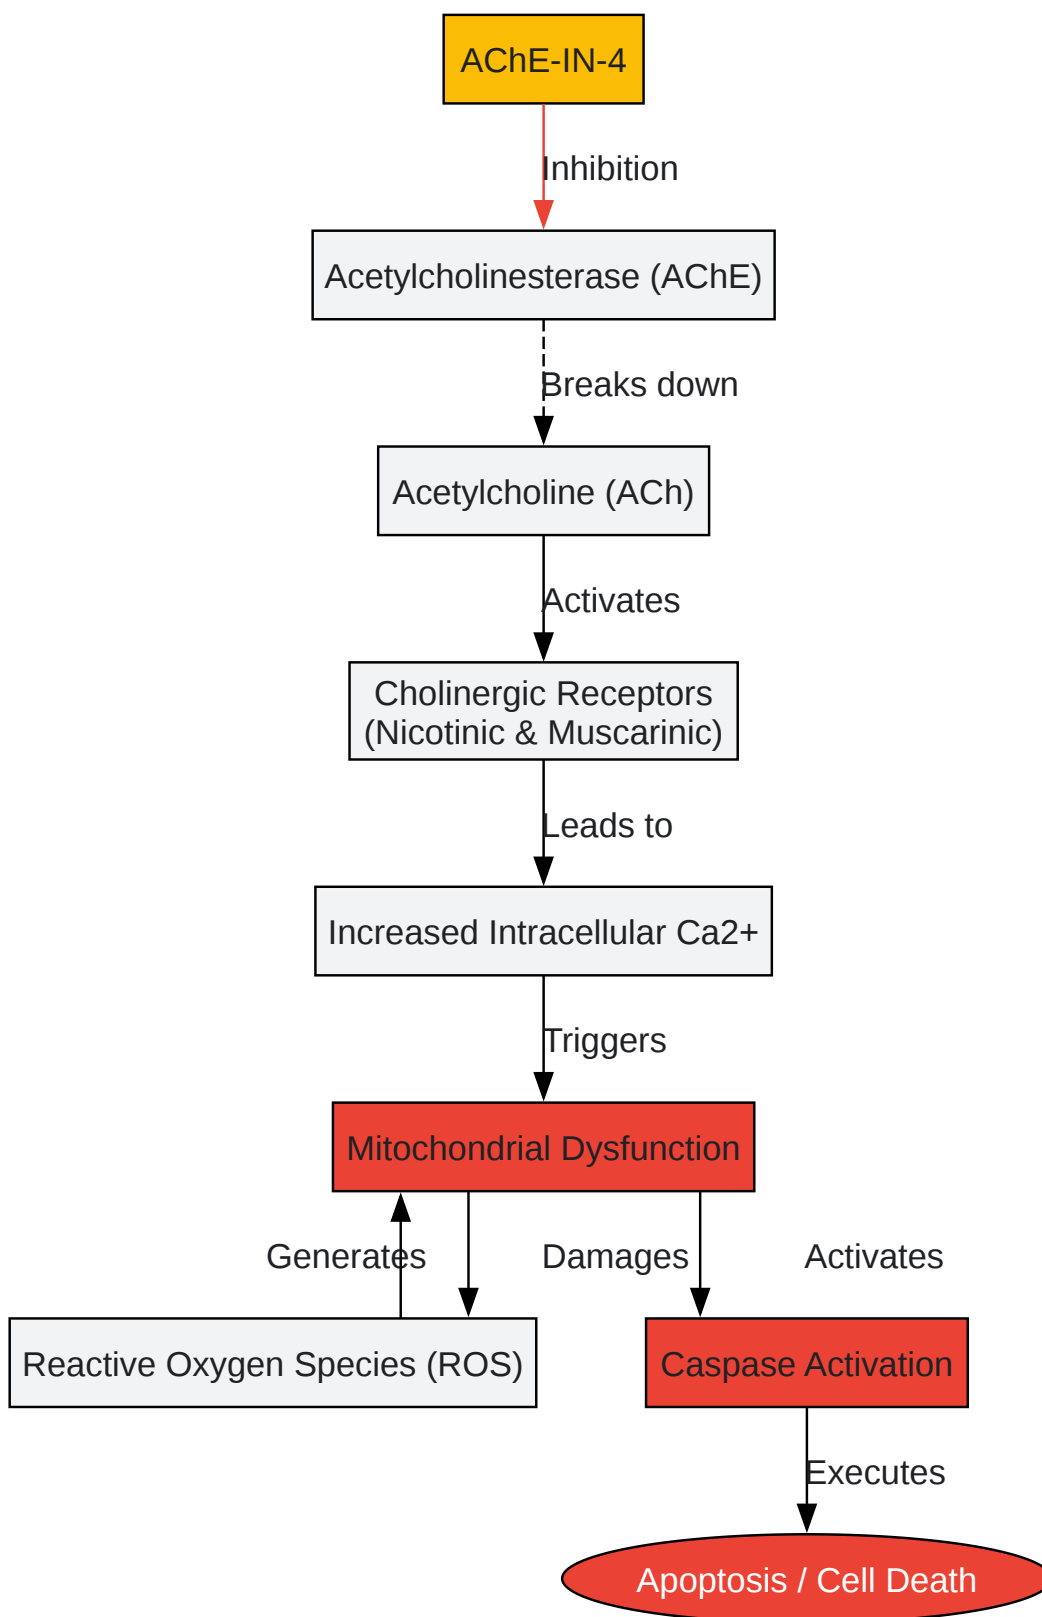 AChE-IN-4
Inhibition
Acetylcholinesterase (AChE)
Breaks down
Acetylcholine (ACh)
Activates
Cholinergic Receptors
(Nicotinic & Muscarinic)
Leads to
Increased Intracellular Ca2+
Triggers
Mitochondrial Dysfunction
Generates
Damages
Activates
Reactive Oxygen Species (ROS)
Caspase Activation
Executes
Apoptosis / Cell Death